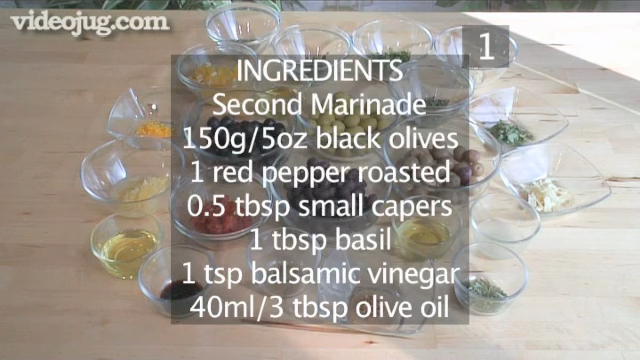 videojug.com
1
INGREDIENTS
Second Marinade
150g/5oz black olives
1 red pepper roasted
0.5 tbsp small capers
1 tbsp basil
1 tsp balsamic vinegar
40ml/3 tbsp olive oil